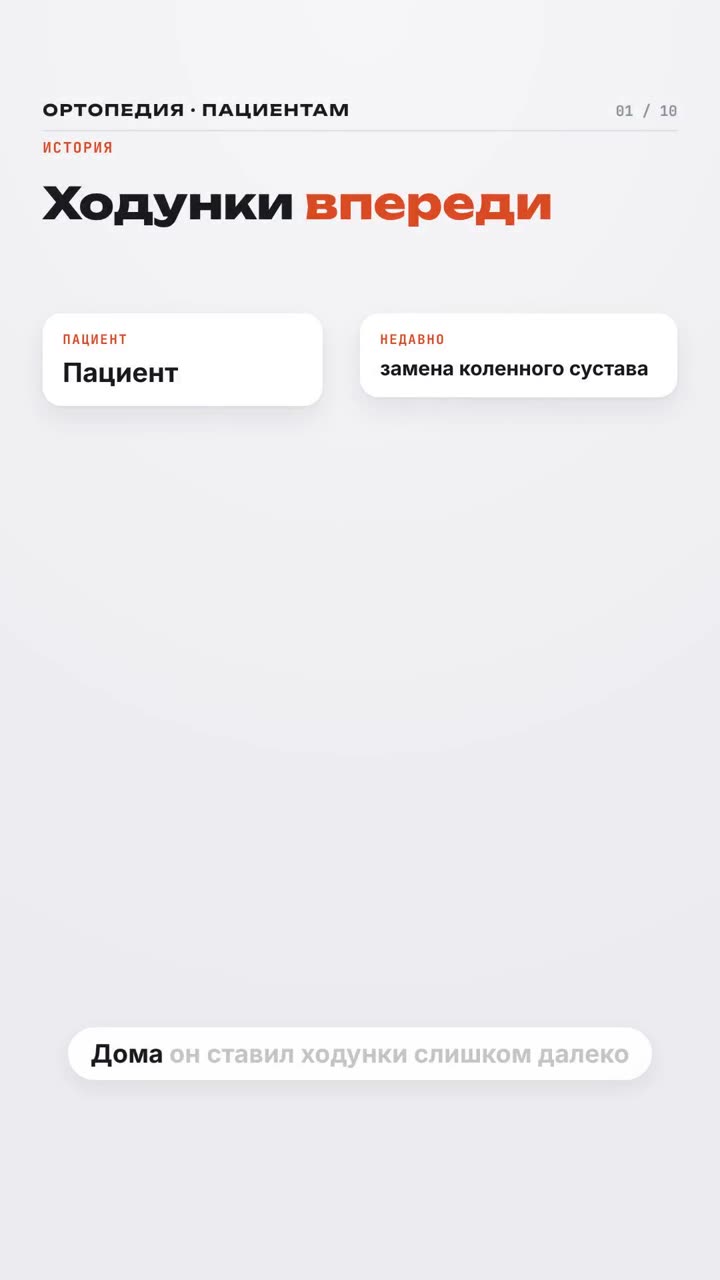 ОРТОПЕДИЯ · ПАЦИЕНТАМ
01 / 10
ИСТОРИЯ
Ходунки впереди
ПАЦИЕНТ
Пациент
НЕДАВНО
замена коленного сустава
Дома он ставил ходунки слишком далеко